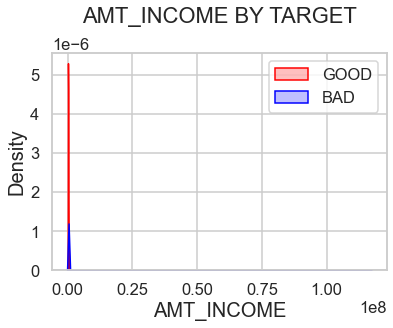 AMT_INCOME BY TARGET
1e−6
GOOD
BAD
5
4
3
2
1
0
Density
0.00 0.25 0.50 0.75 1.00
AMT_INCOME
1e8